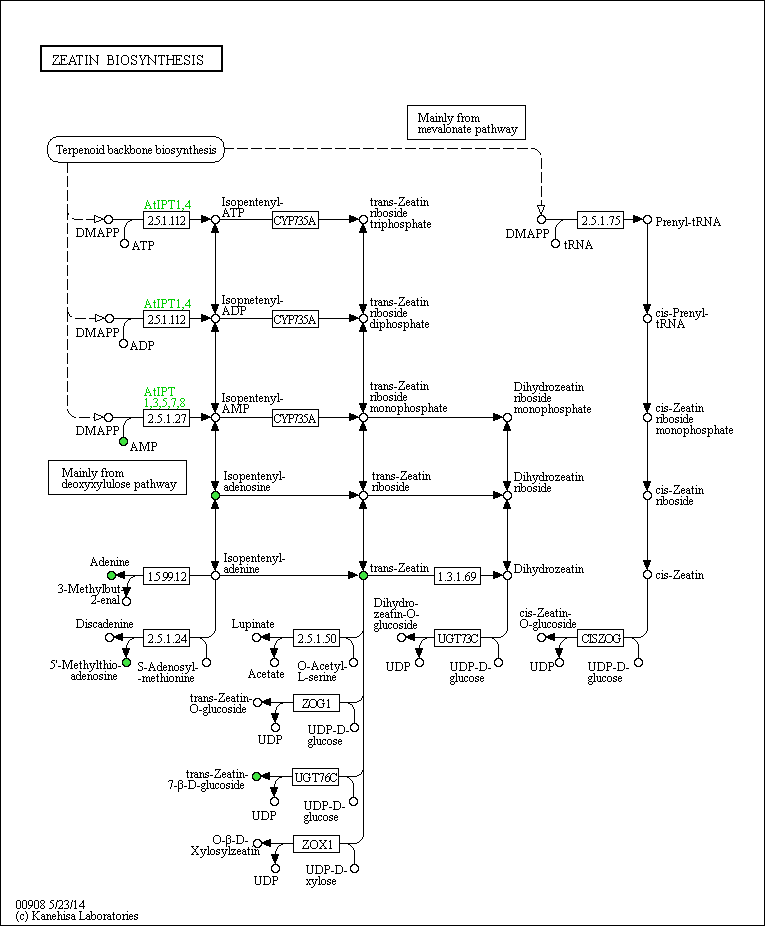 ZEATIN BIOSYNTHESIS
Mainly from
mevalonate pathway
Terpenoid backbone biosynthesis
AtIPT1,4
2.5.1.112
DMAPP
ATP
Isopentenyl-
ATP
CYP735A
trans-Zeatin
riboside
triphosphate
DMAPP
tRNA
2.5.1.75
Prenyl-tRNA
AtIPT1,4
2.5.1.112
DMAPP
ADP
Isopnetenyl-
ADP
CYP735A
trans-Zeatin
riboside
diphosphate
cis-Prenyl-
tRNA
AtIPT
1,3,5,7,8
2.5.1.27
DMAPP
AMP
Isopentenyl-
AMP
CYP735A
trans-Zeatin
riboside
monophosphate
Dihydrozeatin
riboside
monophosphate
cis-Zeatin
riboside
monophosphate
Mainly from
deoxyxylulose pathway
Isopentenyl-
adenosine
trans-Zeatin
riboside
Dihydrozeatin
riboside
cis-Zeatin
riboside
Adenine
1.5.99.12
3-Methylbut-
2-enal
Isopentenyl-
adenine
trans-Zeatin
1.3.1.69
Dihydrozeatin
cis-Zeatin
Discadenine
2.5.1.24
5'-Methylthio-
adenosine
S-Adenosyl-
-methionine
Lupinate
2.5.1.50
Acetate
O-Acetyl-
L-serine
Dihydro-
zeatin-O-
glucoside
UGT73C
UDP
UDP-D-
glucose
cis-Zeatin-
O-glucoside
CISZOG
UDP
UDP-D-
glucose
trans-Zeatin-
O-glucoside
ZOG1
UDP
UDP-D-
glucose
trans-Zeatin-
7-β-D-glucoside
UGT76C
UDP
UDP-D-
glucose
O-β-D-
Xylosylzeatin
ZOX1
UDP
UDP-D-
xylose
00908 5/23/14
(c) Kanehisa Laboratories